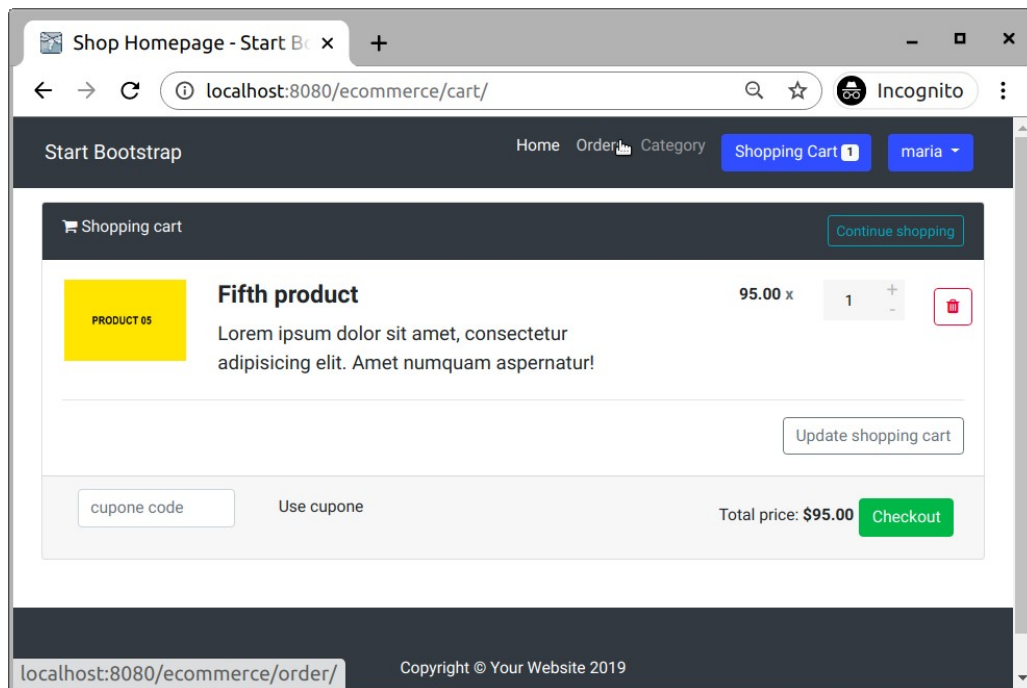 Shop Homepage - Start Bo
localhost:8080/ecommerce/cart/
Incognito
Start Bootstrap
Home Order Category Shopping Cart 1 maria
Shopping cart
Continue shopping
PRODUCT 05
Fifth product
95.00 x
1
+
-
Lorem ipsum dolor sit amet, consectetur
adipisicing elit. Amet numquam aspernatur!
Update shopping cart
cupone code
Use cupone
Total price: $95.00
Checkout
localhost:8080/ecommerce/order/
Copyright © Your Website 2019